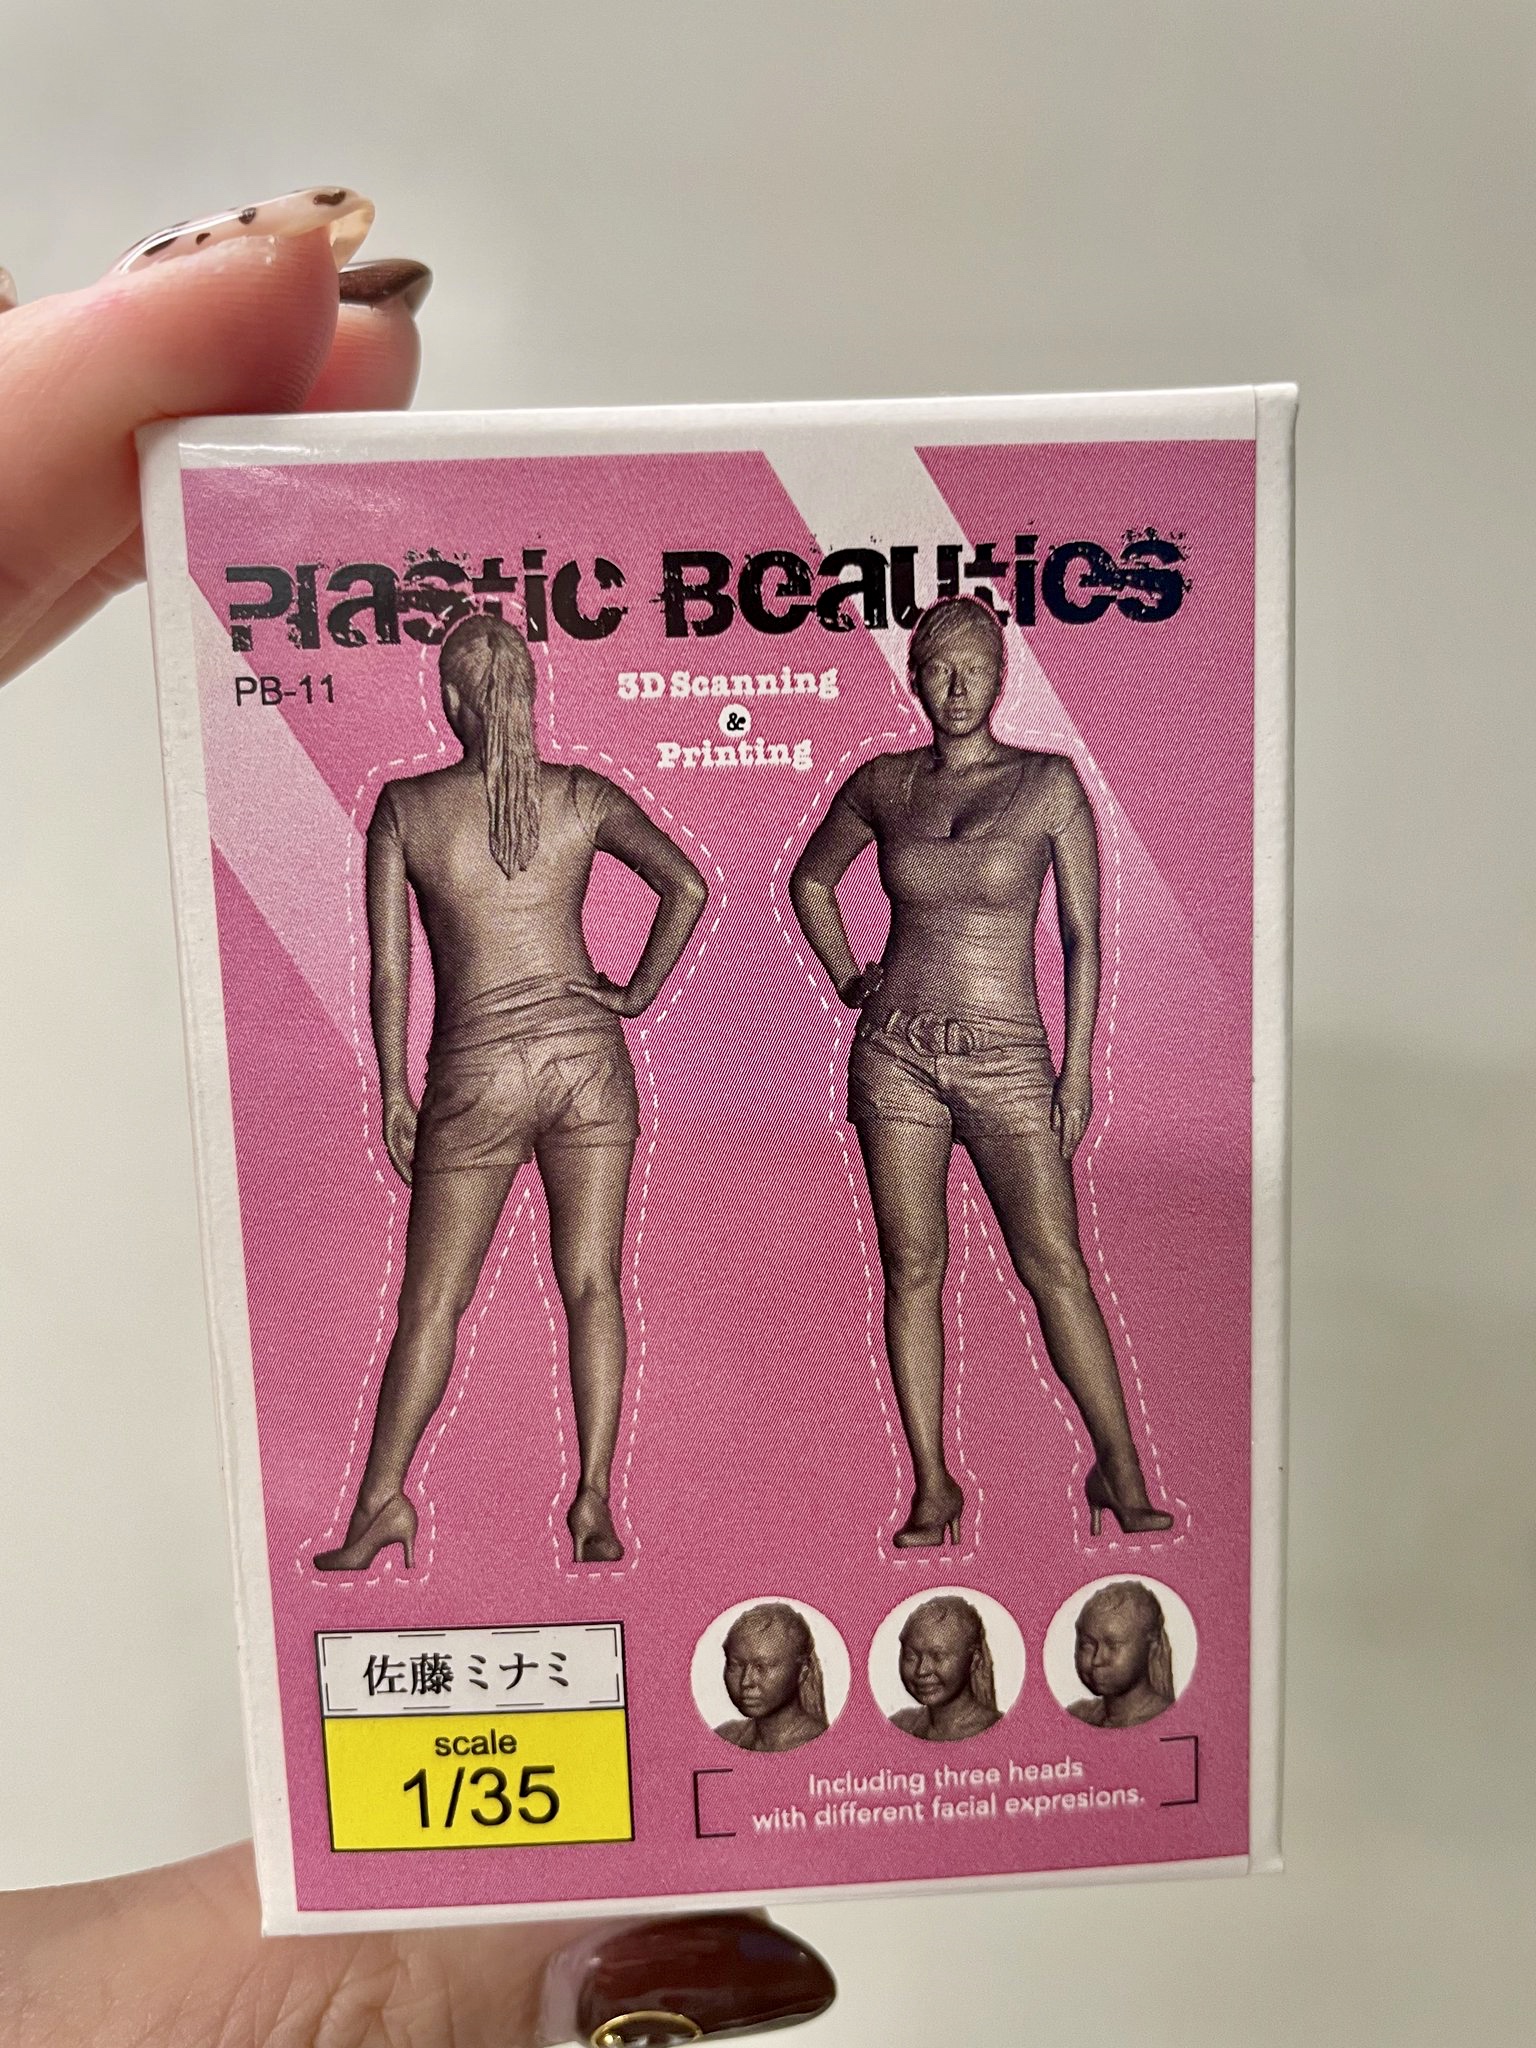 Plastic Beauties
PB-11
3D Scanning
&
Printing
佐藤ミナミ
scale
1/35
Including three heads
with different facial expresions.